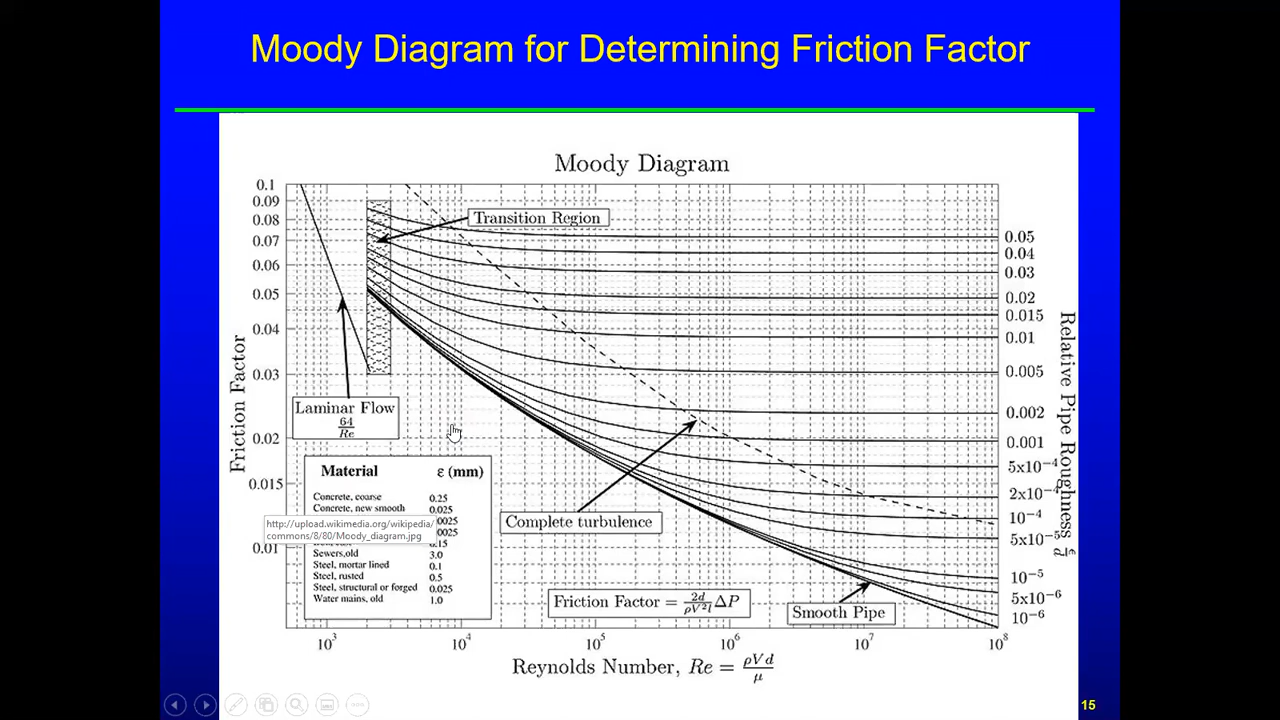 Moody Diagram for Determining Friction Factor
Moody Diagram
0.1
0.09
0.08
0.07
0.06
0.05
0.04
0.03
0.02
0.015
0.01
Friction Factor
Transition Region
Laminar Flow
64
Re
Complete turbulence
Smooth Pipe
Material ε (mm)
Concrete, coarse 0.25
Concrete, new smooth 0.025
0025
0025
0.15
Sewers,old 3.0
Steel, mortar lined 0.1
Steel, rusted 0.5
Steel, structural or forged 0.025
Water mains, old 1.0
http://upload.wikimedia.org/wikipedia/
commons/8/80/Moody_diagram.jpg
Friction Factor = 2d/ρV²l ΔP
0.05
0.04
0.03
0.02
0.015
0.01
0.005
0.002
0.001
5x10⁻⁴
2x10⁻⁴
10⁻⁴
5x10⁻⁵
10⁻⁵
5x10⁻⁶
10⁻⁶
Relative Pipe Roughness ε/d
10³ 10⁴ 10⁵ 10⁶ 10⁷ 10⁸
Reynolds Number, Re = ρVd/μ
15